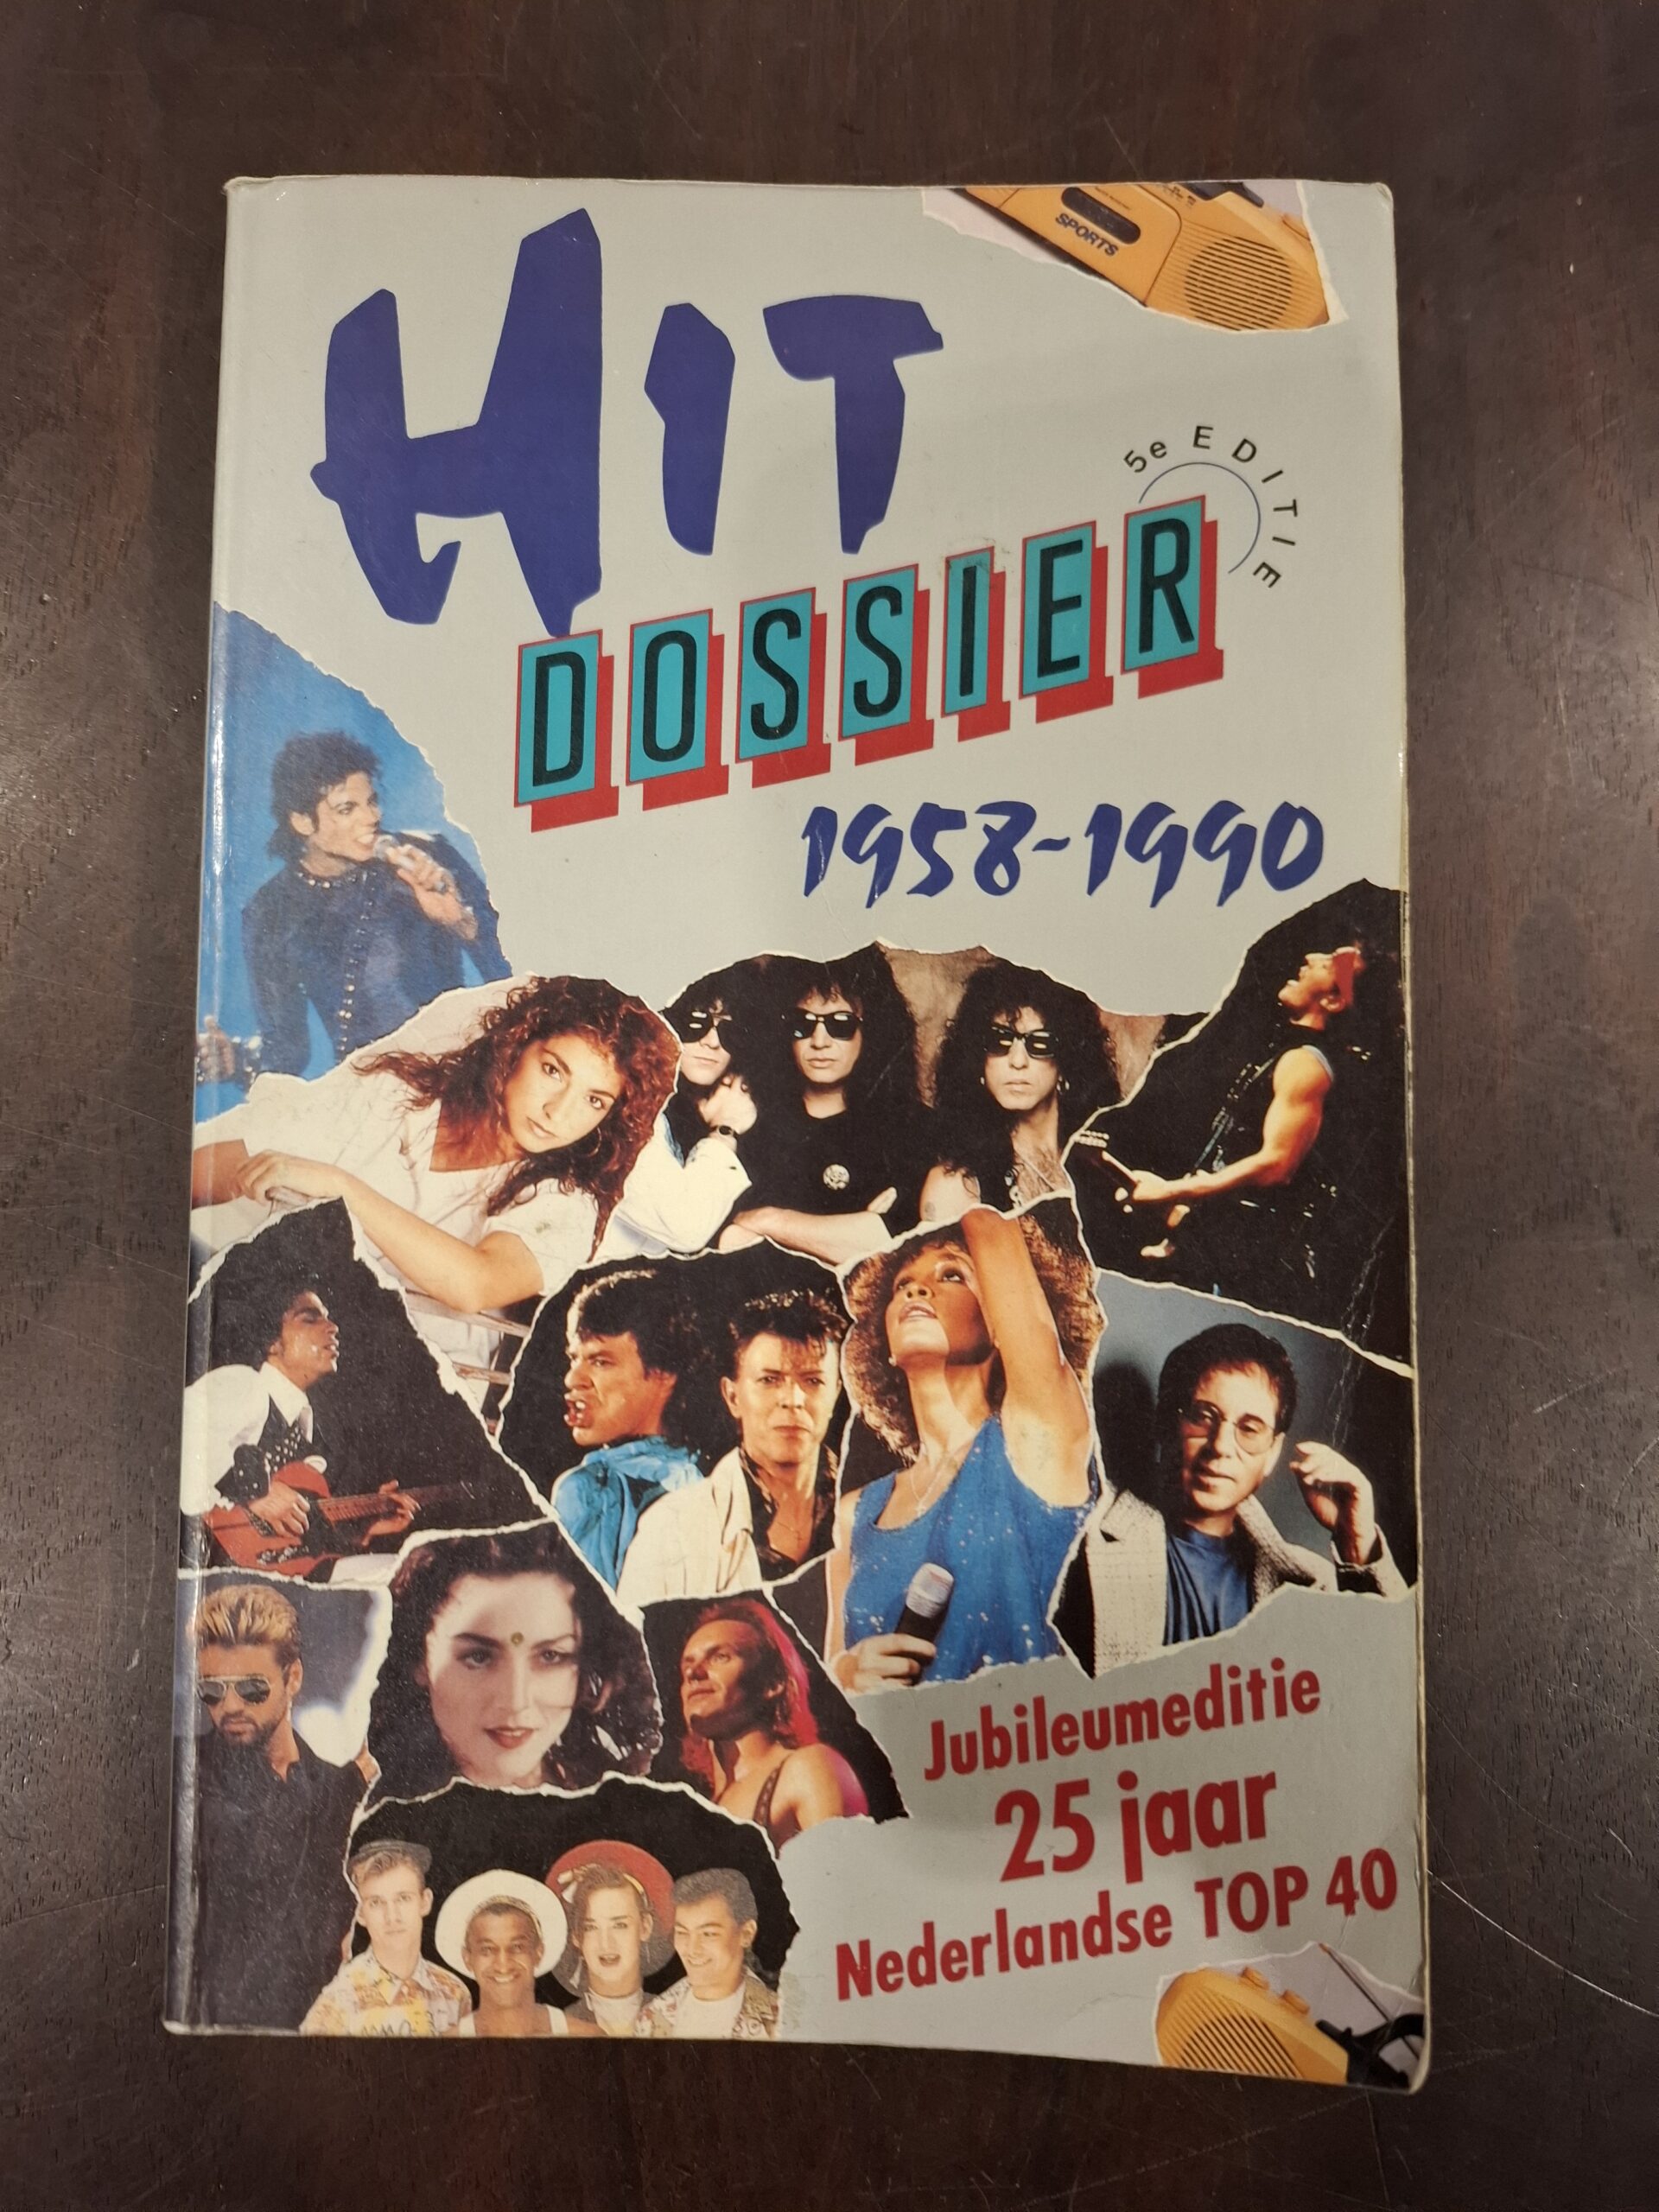 SPORTS
HIT
5e EDITIE
DOSSIER
1958-1990
Jubileumeditie
25 jaar
Nederlandse TOP 40